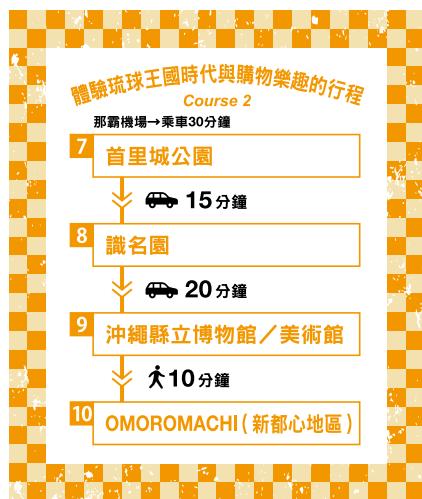 體驗琉球王國時代與購物樂趣的行程
Course 2
那霸機場→乘車30分鐘
7 首里城公園
15分鐘
8 識名園
20分鐘
9 沖繩縣立博物館／美術館
10分鐘
10 OMOROMACHI(新都心地區)